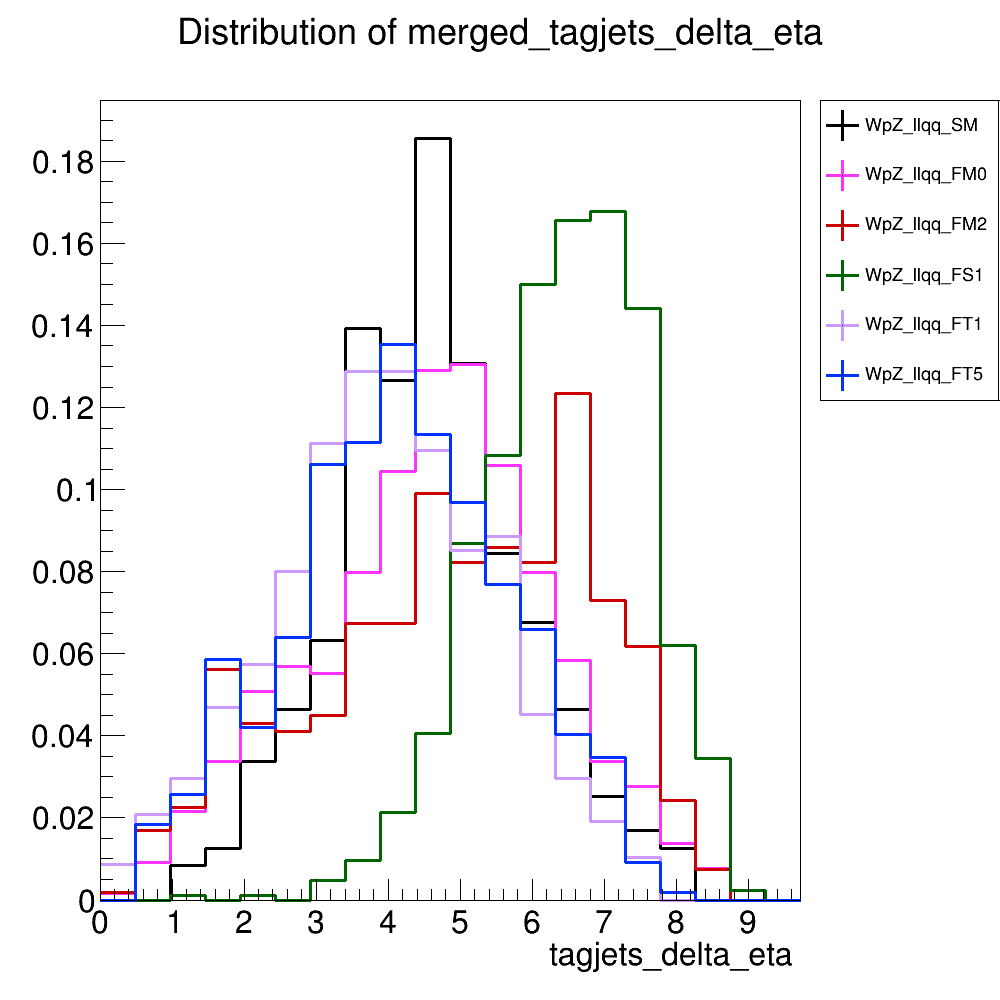 Distribution of merged_tagjets_delta_eta
WpZ_llqq_SM
WpZ_llqq_FM0
WpZ_llqq_FM2
WpZ_llqq_FS1
WpZ_llqq_FT1
WpZ_llqq_FT5
0.18
0.16
0.14
0.12
0.1
0.08
0.06
0.04
0.02
0
0 1 2 3 4 5 6 7 8 9
tagjets_delta_eta